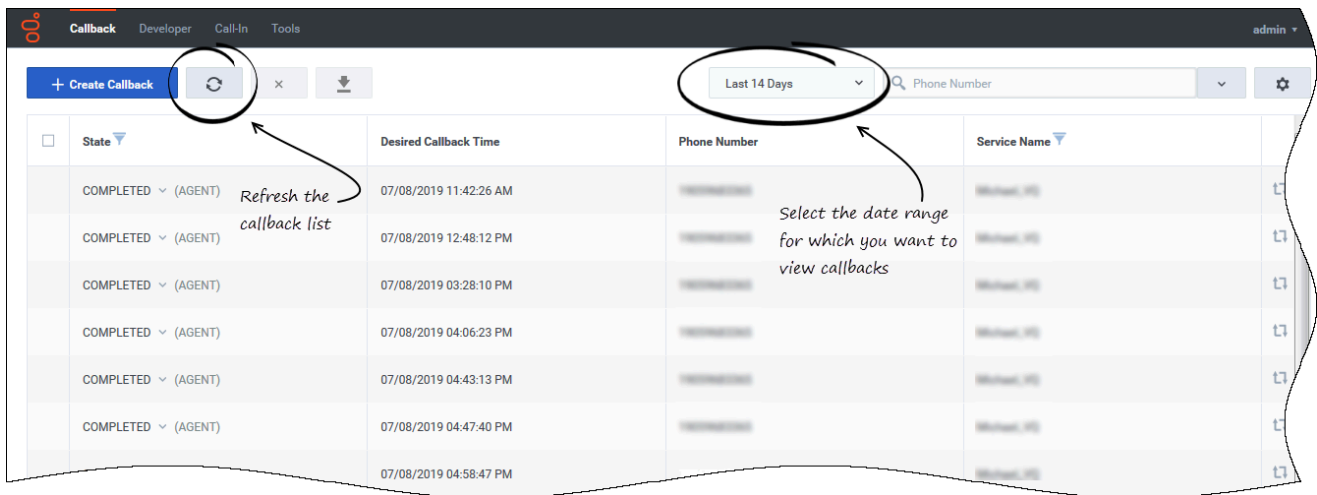 Callback Developer Call-In Tools admin
+ Create Callback Last 14 Days Phone Number
State Desired Callback Time Phone Number Service Name
COMPLETED (AGENT) 07/08/2019 11:42:26 AM
Refresh the
callback list
Select the date range
for which you want to
view callbacks
COMPLETED (AGENT) 07/08/2019 12:48:12 PM
COMPLETED (AGENT) 07/08/2019 03:28:10 PM
COMPLETED (AGENT) 07/08/2019 04:06:23 PM
COMPLETED (AGENT) 07/08/2019 04:43:13 PM
COMPLETED (AGENT) 07/08/2019 04:47:40 PM
07/08/2019 04:58:47 PM